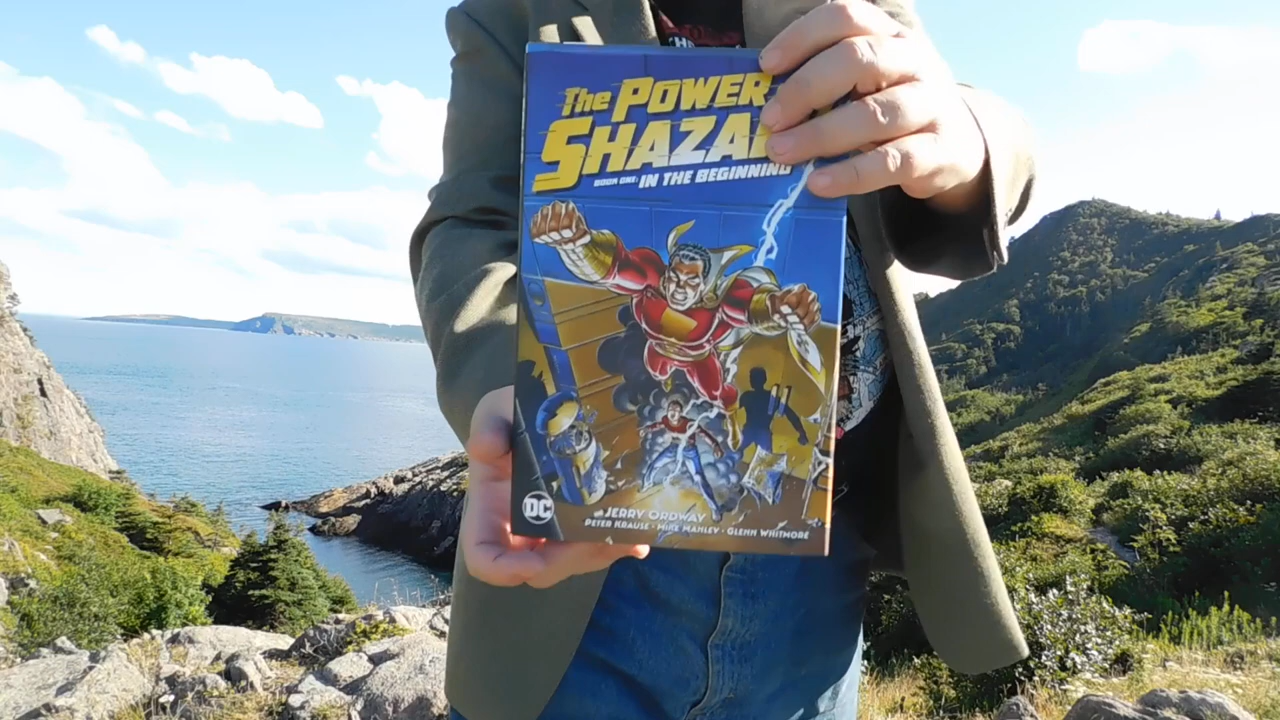 The POWER
SHAZA
BOOK ONE: IN THE BEGINNING
DC
JERRY ORDWAY
PETER KRAUSE • MIKE MANLEY • GLENN WHITMORE